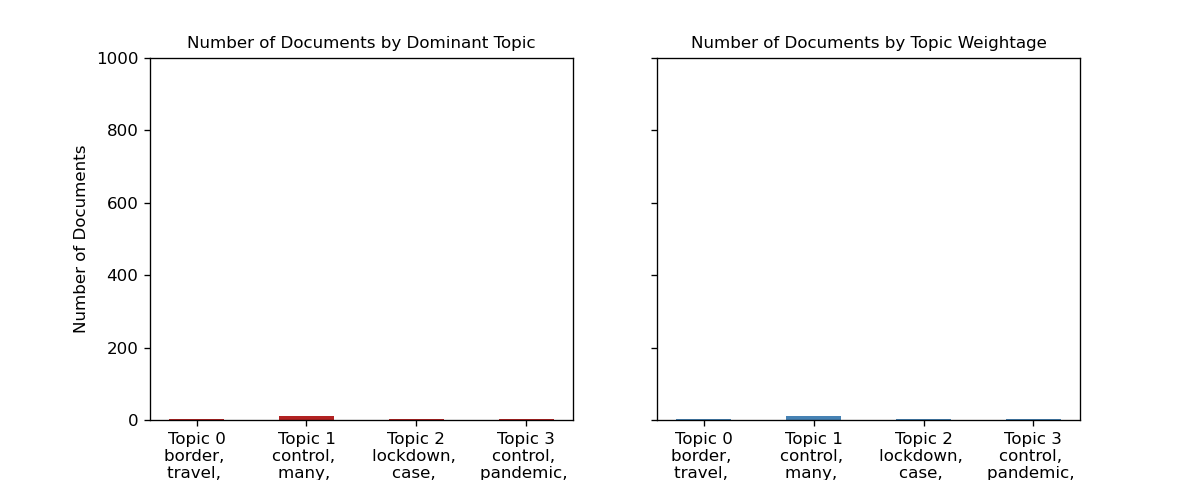 Number of Documents by Dominant Topic
Number of Documents
1000
800
600
400
200
0
Topic 0
border,
travel,
Topic 1
control,
many,
Topic 2
lockdown,
case,
Topic 3
control,
pandemic,
Number of Documents by Topic Weightage
Topic 0
border,
travel,
Topic 1
control,
many,
Topic 2
lockdown,
case,
Topic 3
control,
pandemic,